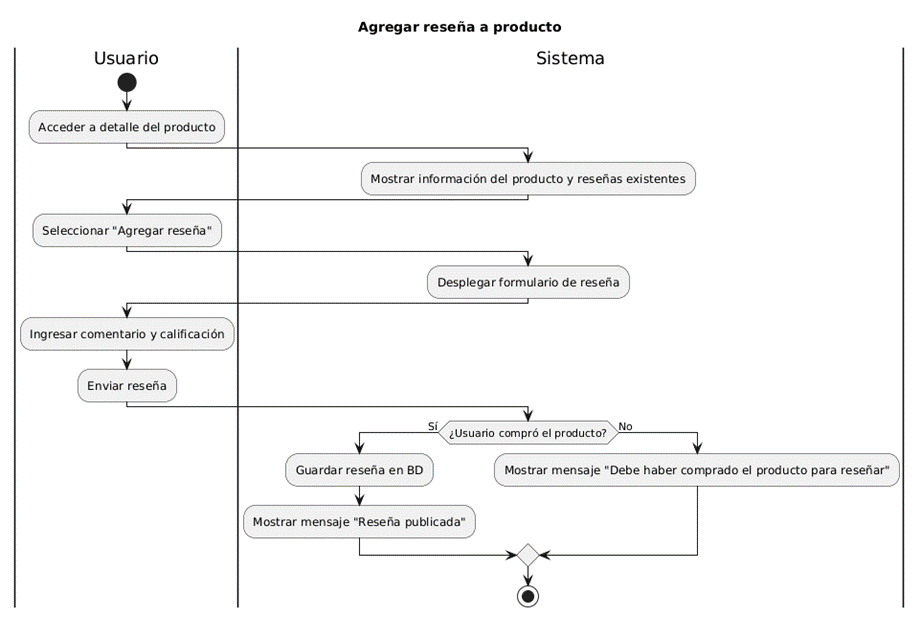 Agregar reseña a producto
Usuario
Sistema
Acceder a detalle del producto
Mostrar información del producto y reseñas existentes
Seleccionar "Agregar reseña"
Desplegar formulario de reseña
Ingresar comentario y calificación
Enviar reseña
¿Usuario compró el producto?
Sí
No
Guardar reseña en BD
Mostrar mensaje "Debe haber comprado el producto para reseñar"
Mostrar mensaje "Reseña publicada"